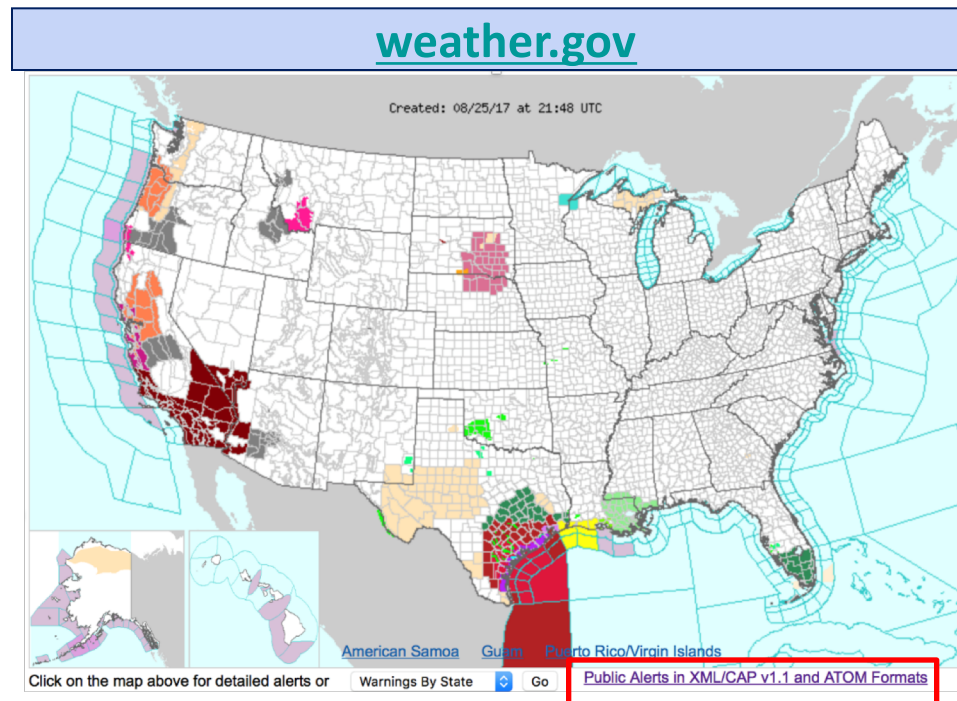 weather.gov
Created: 08/25/17 at 21:48 UTC
American Samoa Guam Puerto Rico/Virgin Islands
Click on the map above for detailed alerts or Warnings By State Go Public Alerts in XML/CAP v1.1 and ATOM Formats